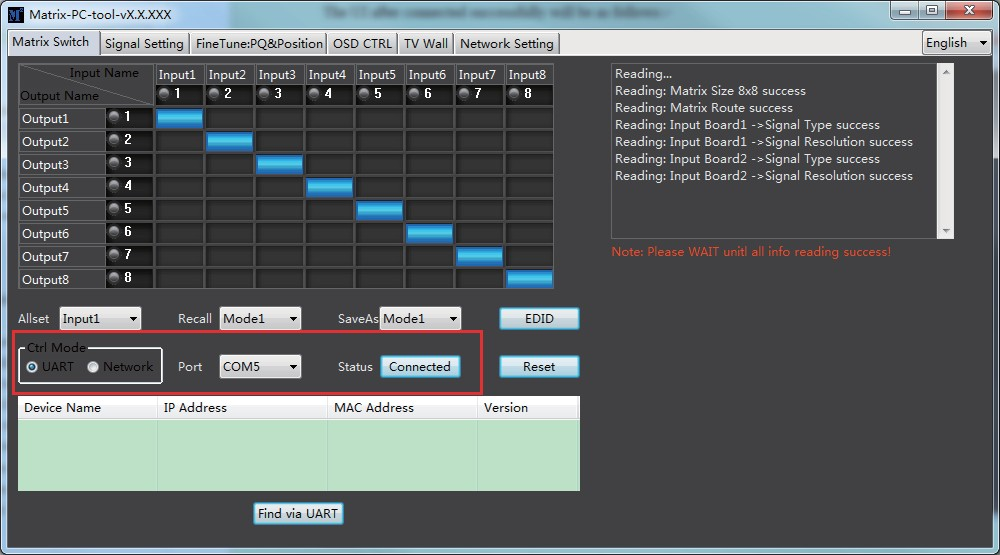 The UI after connected successfully will be as follows:
Matrix-PC-tool-vX.X.XXX
Matrix Switch Signal Setting FineTune:PQ&Position OSD CTRL TV Wall Network Setting English
Input Name Input1 Input2 Input3 Input4 Input5 Input6 Input7 Input8
Output Name 1 2 3 4 5 6 7 8
Output1 1
Output2 2
Output3 3
Output4 4
Output5 5
Output6 6
Output7 7
Output8 8
Reading...
Reading: Matrix Size 8x8 success
Reading: Matrix Route success
Reading: Input Board1 ->Signal Type success
Reading: Input Board1 ->Signal Resolution success
Reading: Input Board2 ->Signal Type success
Reading: Input Board2 ->Signal Resolution success
Note: Please WAIT unitl all info reading success!
Allset Input1 Recall Mode1 SaveAs Mode1 EDID
Ctrl Mode
UART Network Port COM5 Status Connected Reset
Device Name IP Address MAC Address Version
Find via UART